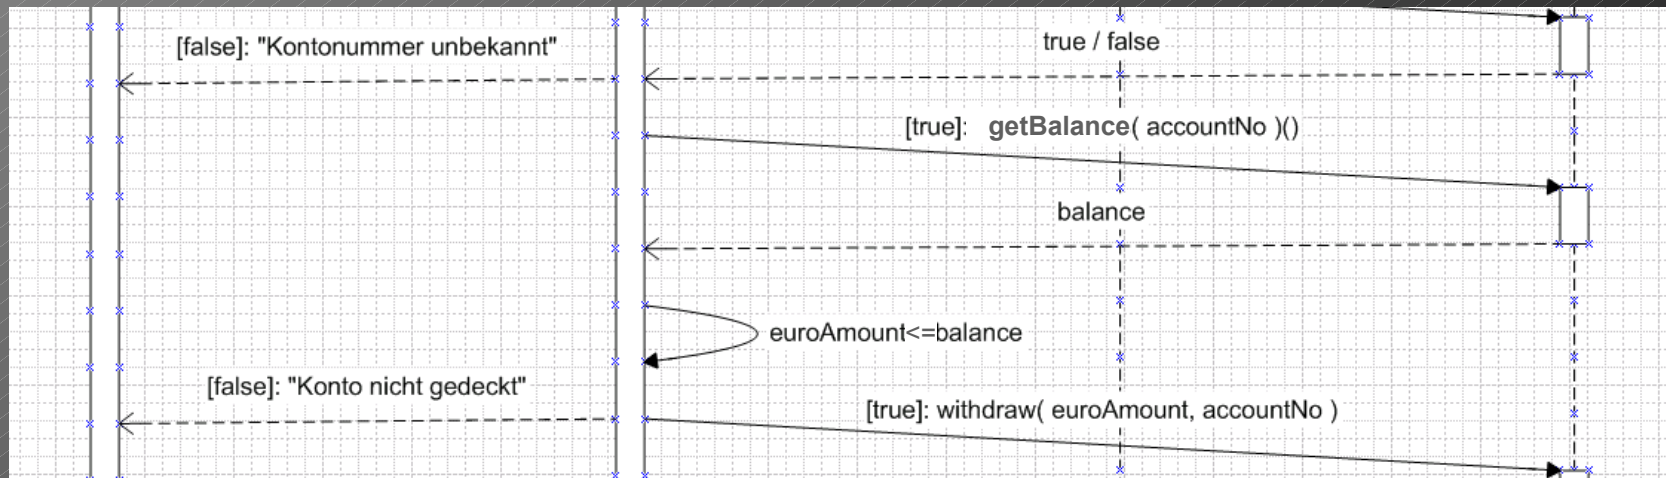 true / false
[false]: "Kontonummer unbekannt"
[true]: getBalance( accountNo )()
balance
euroAmount<=balance
[false]: "Konto nicht gedeckt"
[true]: withdraw( euroAmount, accountNo )